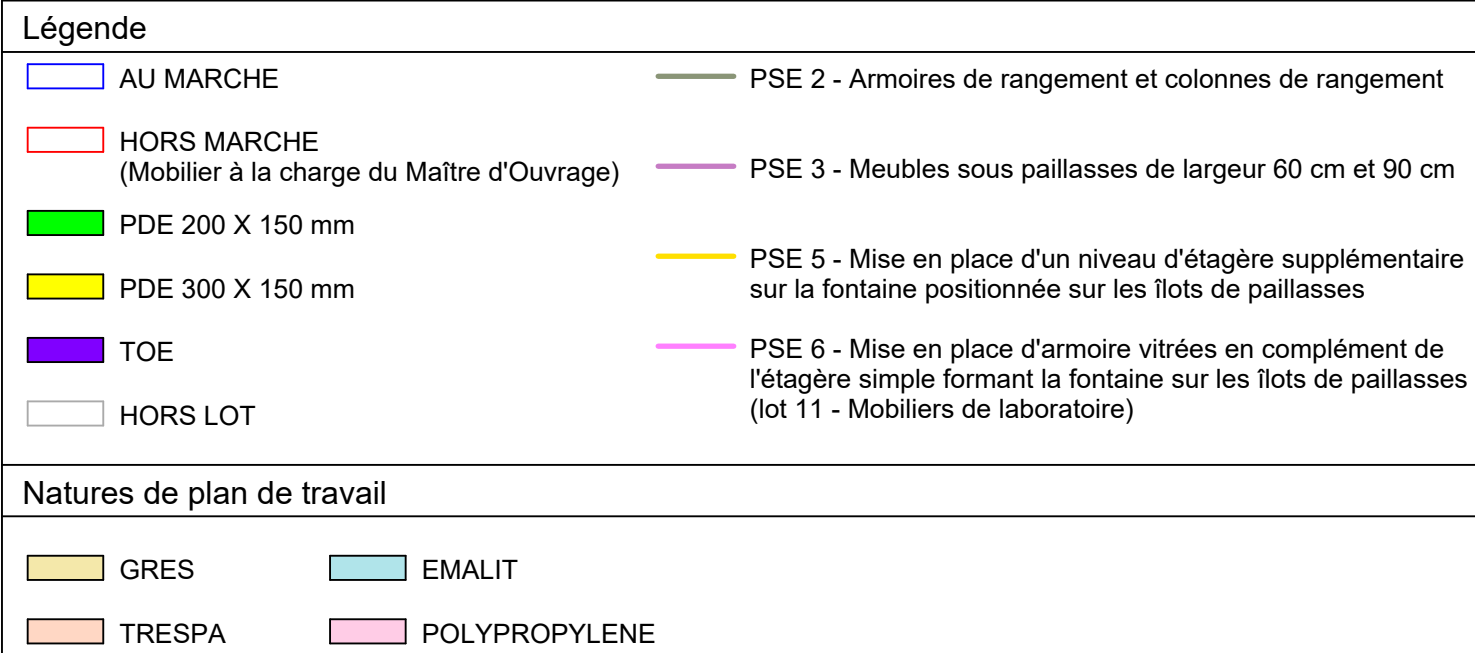 Légende
AU MARCHE
HORS MARCHE
(Mobilier à la charge du Maître d'Ouvrage)
PDE 200 X 150 mm
PDE 300 X 150 mm
TOE
HORS LOT
PSE 2 - Armoires de rangement et colonnes de rangement
PSE 3 - Meubles sous paillasses de largeur 60 cm et 90 cm
PSE 5 - Mise en place d'un niveau d'étagère supplémentaire
sur la fontaine positionnée sur les îlots de paillasses
PSE 6 - Mise en place d'armoire vitrées en complément de
l'étagère simple formant la fontaine sur les îlots de paillasses
(lot 11 - Mobiliers de laboratoire)
Natures de plan de travail
GRES
EMALIT
TRESPA
POLYPROPYLENE